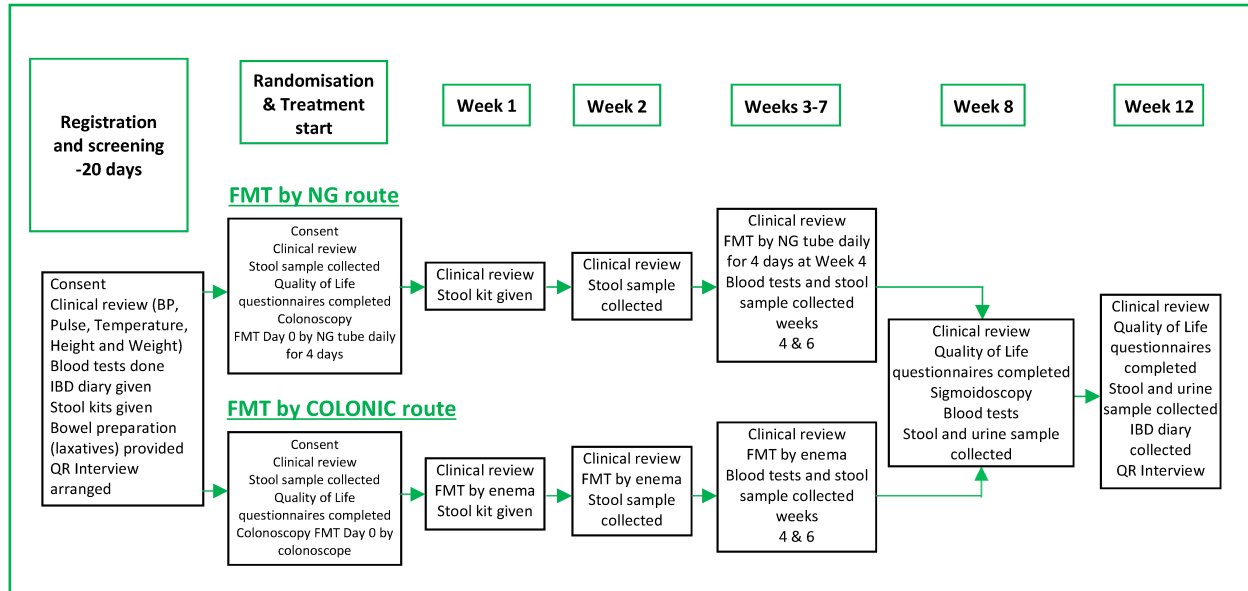 Registration
and screening
-20 days
Randomisation
& Treatment
start
Week 1
Week 2
Weeks 3-7
Week 8
Week 12
FMT by NG route
Consent
Clinical review (BP,
Pulse, Temperature,
Height and Weight)
Blood tests done
IBD diary given
Stool kits given
Bowel preparation
(laxatives) provided
QR Interview
arranged
Consent
Clinical review
Stool sample collected
Quality of Life
questionnaires completed
Colonoscopy
FMT Day 0 by NG tube daily
for 4 days
Clinical review
Stool kit given
Clinical review
Stool sample
collected
Clinical review
FMT by NG tube daily
for 4 days at Week 4
Blood tests and stool
sample collected
weeks
4 & 6
FMT by COLONIC route
Consent
Clinical review
Stool sample collected
Quality of Life
questionnaires completed
Colonoscopy FMT Day 0 by
colonoscope
Clinical review
FMT by enema
Stool kit given
Clinical review
FMT by enema
Stool sample
collected
Clinical review
FMT by enema
Blood tests and stool
sample collected
weeks
4 & 6
Clinical review
Quality of Life
questionnaires completed
Sigmoidoscopy
Blood tests
Stool and urine sample
collected
Clinical review
Quality of Life
questionnaires
completed
Stool and urine
sample collected
IBD diary
collected
QR Interview